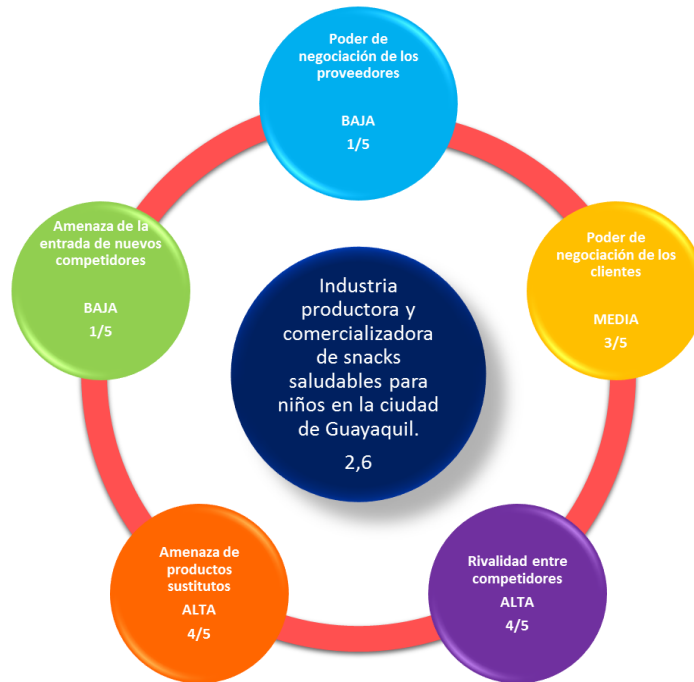 Poder de
negociación de los
proveedores
BAJA
1/5
Amenaza de la
entrada de nuevos
competidores
BAJA
1/5
Poder de
negociación de los
clientes
MEDIA
3/5
Industria
productora y
comercializadora
de snacks
saludables para
niños en la ciudad
de Guayaquil.
2,6
Amenaza de
productos
sustitutos
ALTA
4/5
Rivalidad entre
competidores
ALTA
4/5